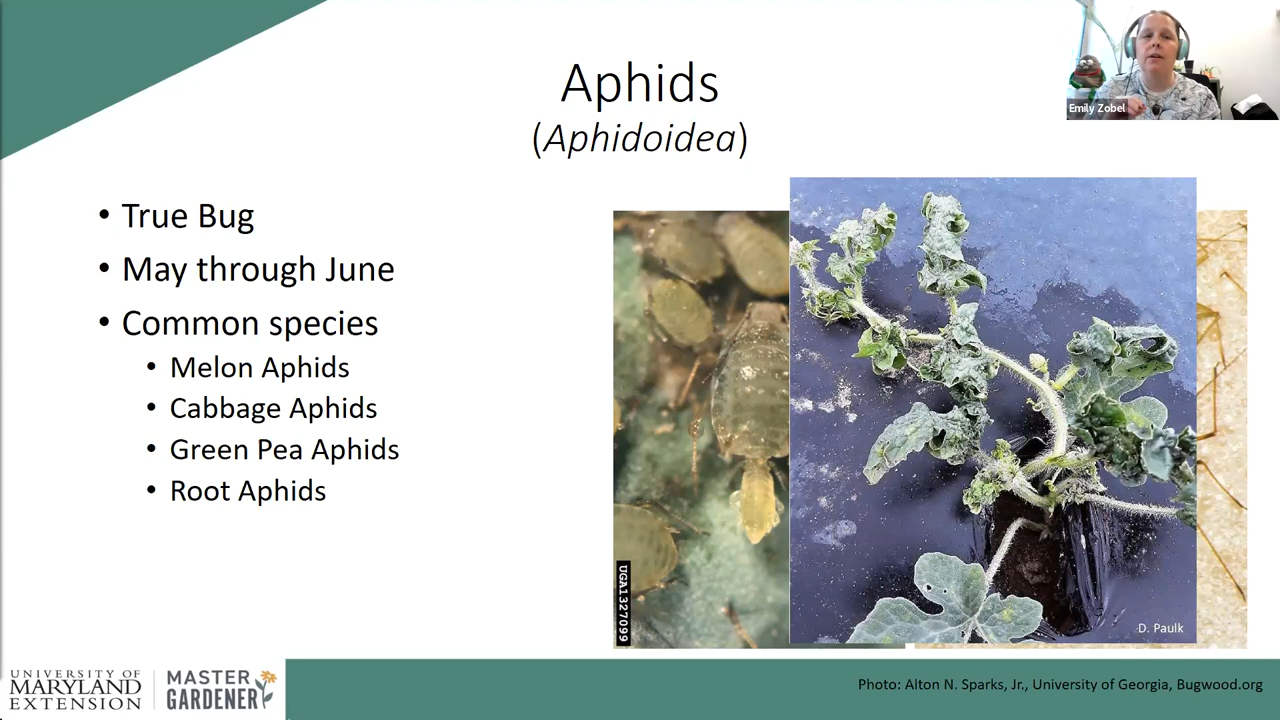 Aphids
(Aphidoidea)
Emily Zobel
• True Bug
• May through June
• Common species
• Melon Aphids
• Cabbage Aphids
• Green Pea Aphids
• Root Aphids
UGA1327099
D. Paulk
UNIVERSITY OF
MARYLAND
EXTENSION
MASTER
GARDENER
Photo: Alton N. Sparks, Jr., University of Georgia, Bugwood.org